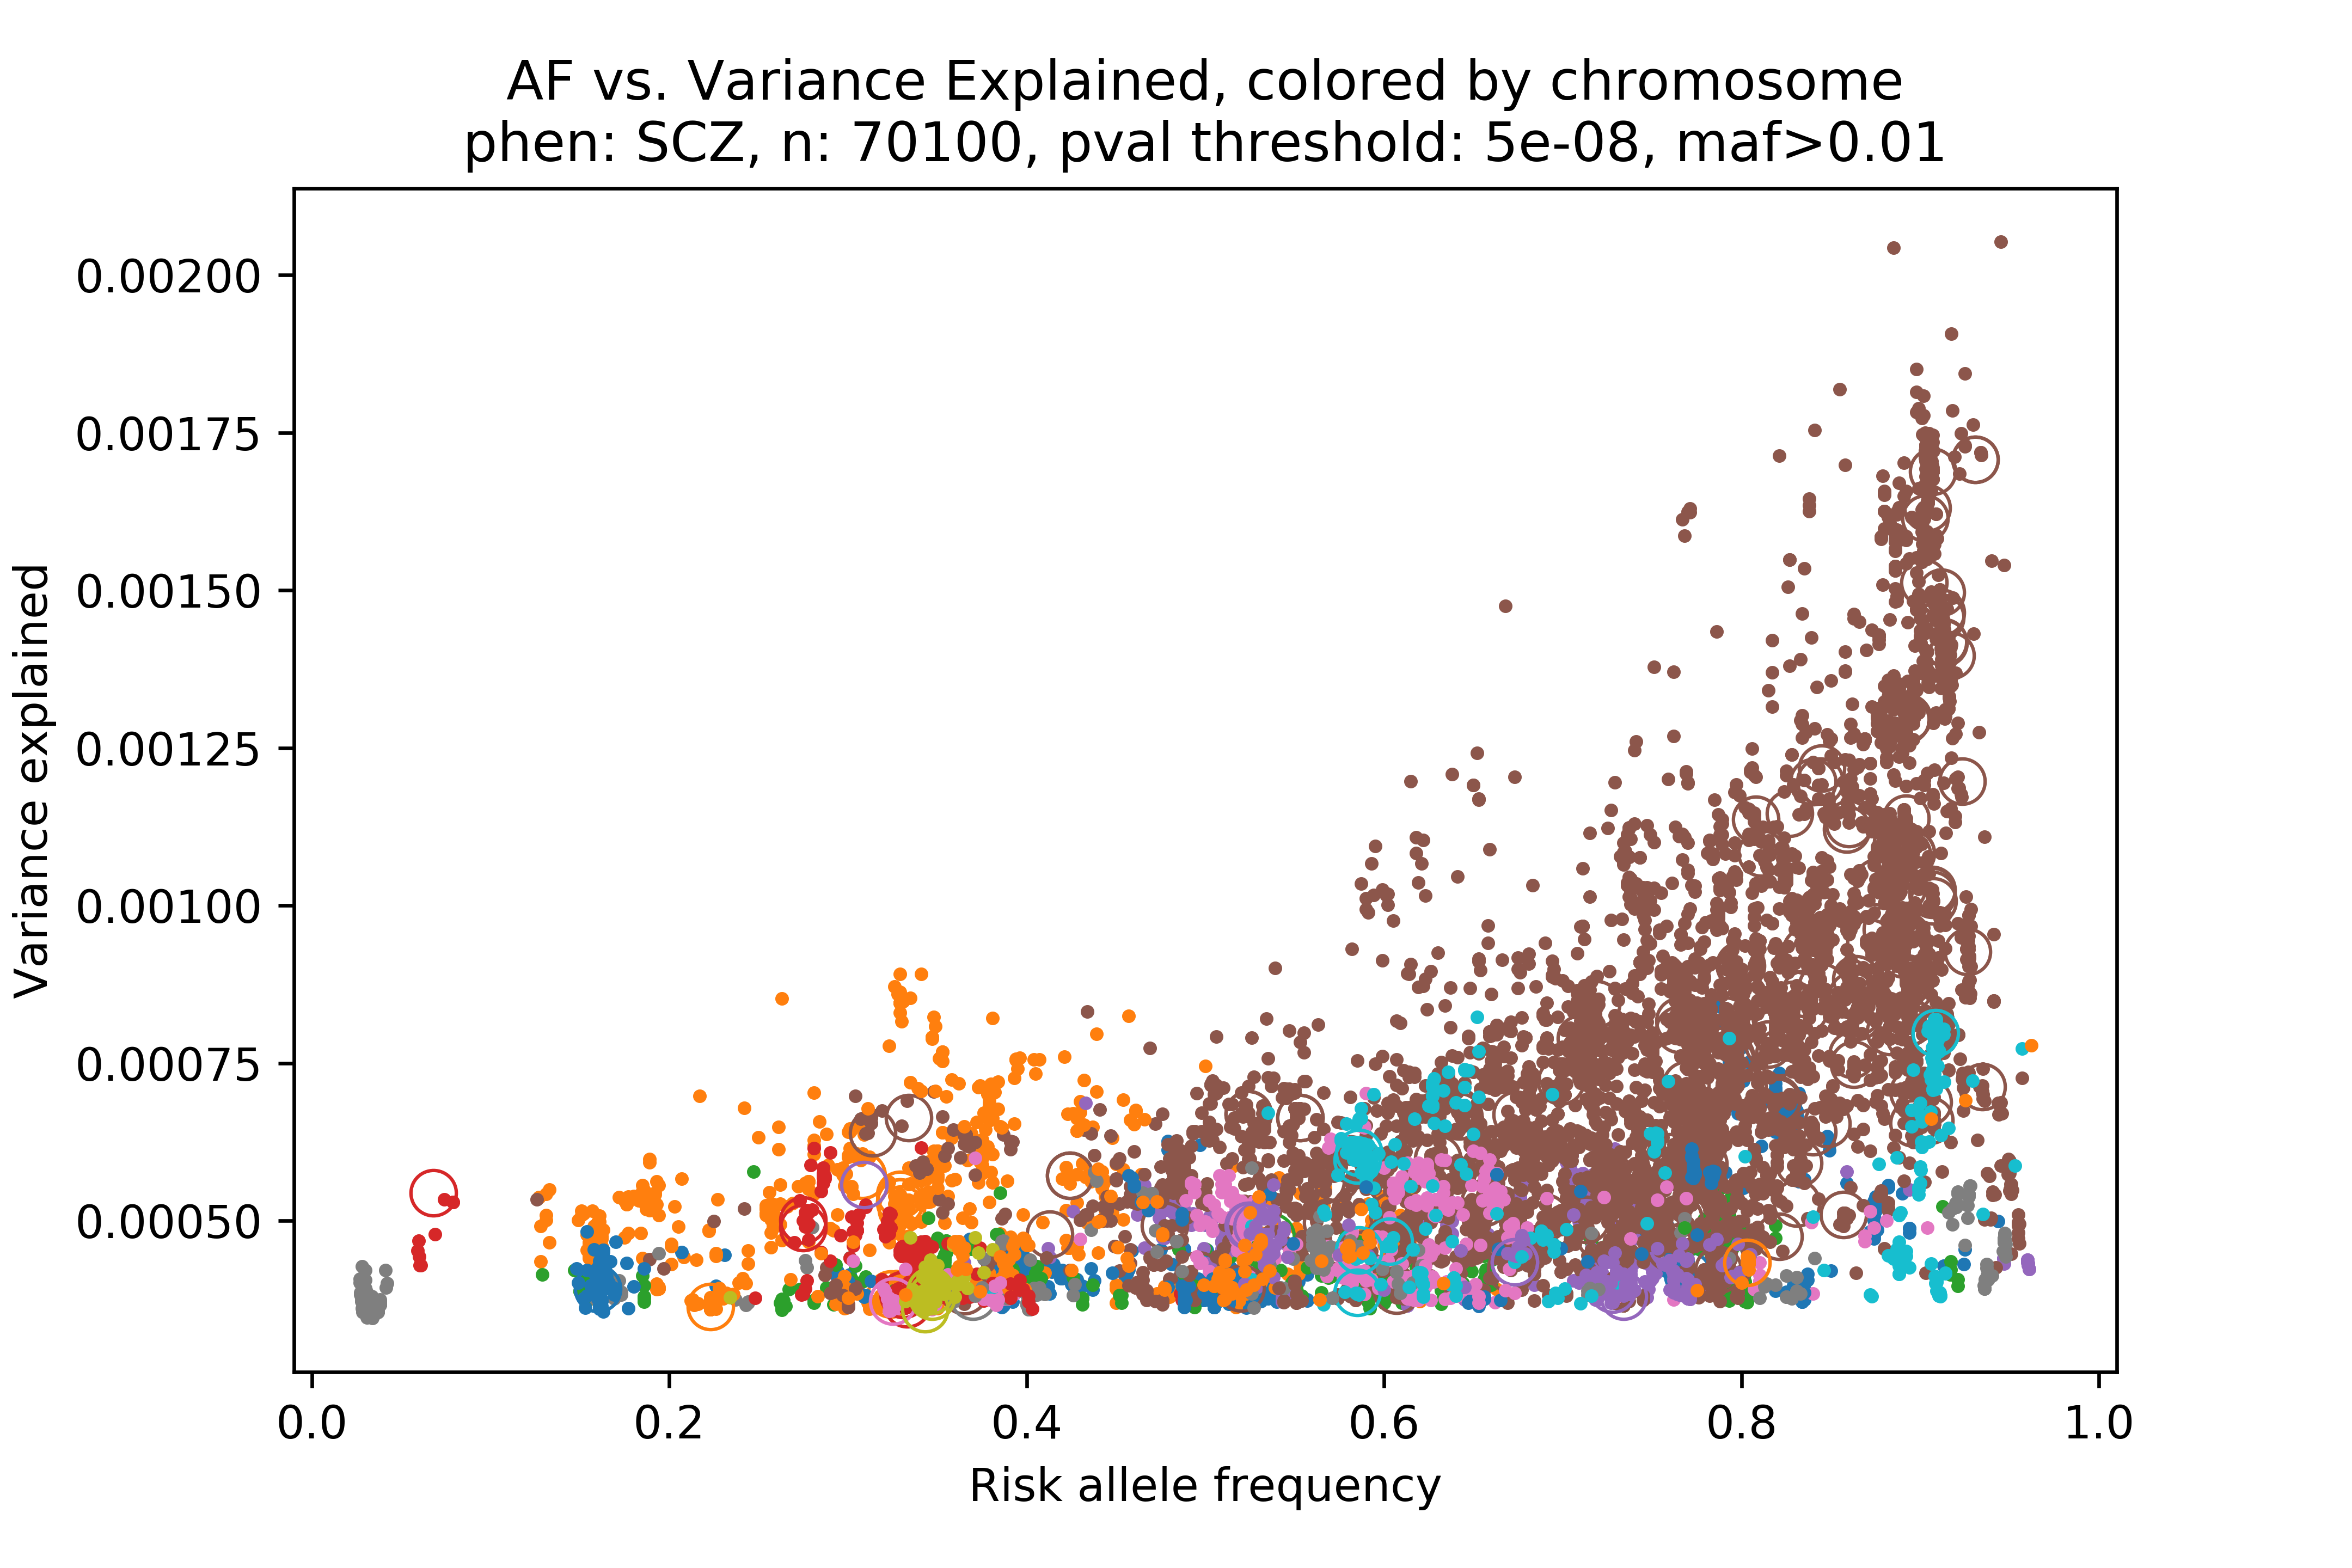 AF vs. Variance Explained, colored by chromosome
phen: SCZ, n: 70100, pval threshold: 5e-08, maf>0.01
Variance explained
0.00200
0.00175
0.00150
0.00125
0.00100
0.00075
0.00050
0.0 0.2 0.4 0.6 0.8 1.0
Risk allele frequency